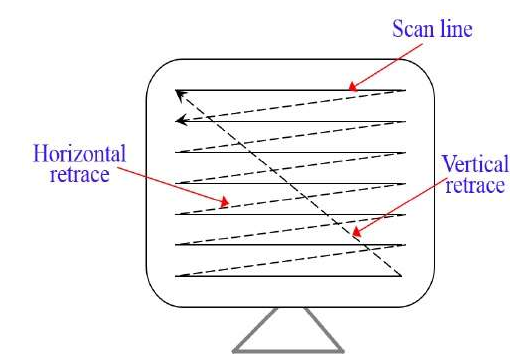 Scan line
Horizontal
retrace
Vertical
retrace